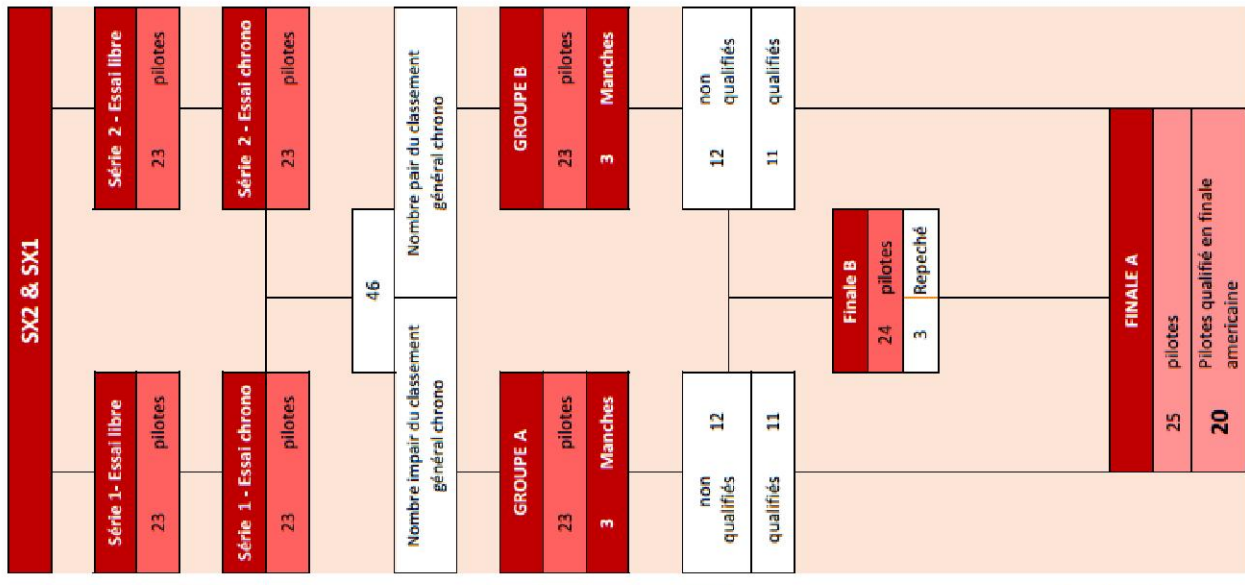 SX2 & SX1
Série 1- Essai libre
23 pilotes
Série 2 - Essai libre
23 pilotes
Série 1 - Essai chrono
23 pilotes
Série 2 - Essai chrono
23 pilotes
46
Nombre impair du classement
général chrono
Nombre pair du classement
général chrono
GROUPE A
23 pilotes
3 Manches
GROUPE B
23 pilotes
3 Manches
non
qualifiés 12
qualifiés 11
12 non
qualifiés
11 qualifiés
Finale B
24 pilotes
3 Repeché
FINALE A
25 pilotes
20 Pilotes qualifié en finale
americaine